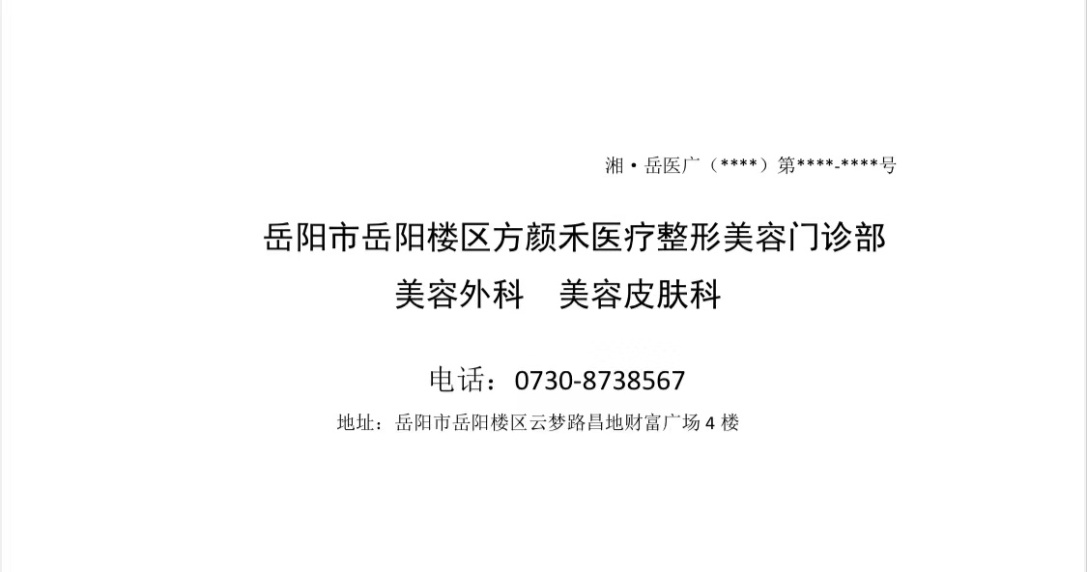 湘·岳医广（****）第****-****号
岳阳市岳阳楼区方颜禾医疗整形美容门诊部
美容外科　美容皮肤科
电话：0730-8738567
地址：岳阳市岳阳楼区云梦路昌地财富广场 4 楼